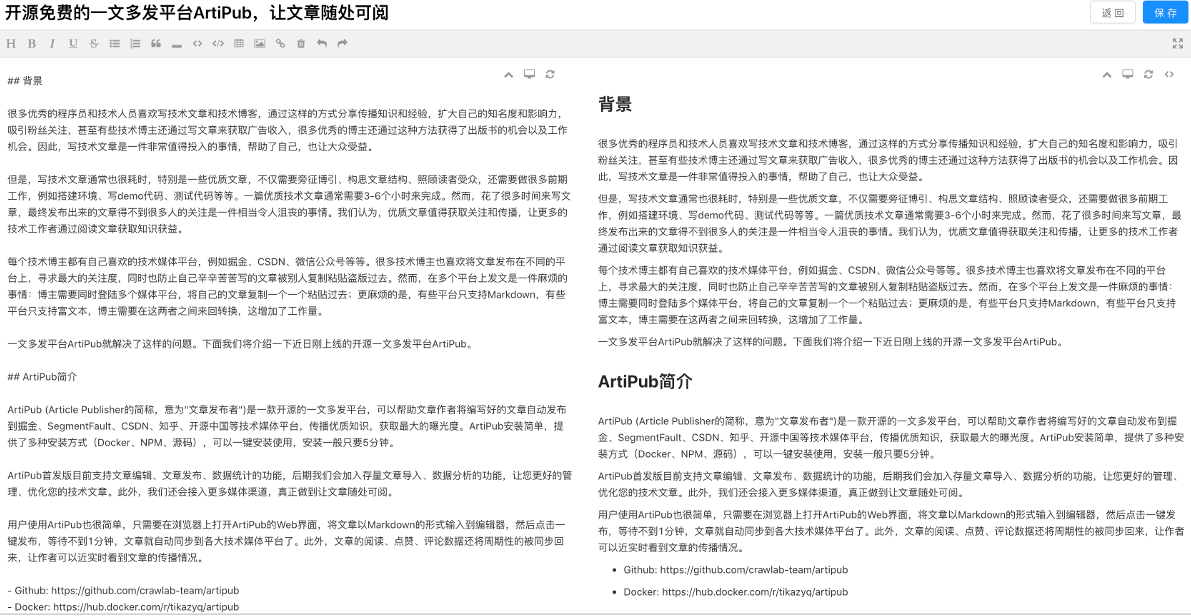 开源免费的一文多发平台ArtiPub，让文章随处可阅
返 回
保 存
## 背景
很多优秀的程序员和技术人员喜欢写技术文章和技术博客，通过这样的方式分享传播知识和经验，扩大自己的知名度和影响力，
吸引粉丝关注，甚至有些技术博主还通过写文章来获取广告收入，很多优秀的博主还通过这种方法获得了出版书的机会以及工作
机会。因此，写技术文章是一件非常值得投入的事情，帮助了自己，也让大众受益。
但是，写技术文章通常也很耗时，特别是一些优质文章，不仅需要旁征博引、构思文章结构、照顾读者受众，还需要做很多前期
工作，例如搭建环境、写demo代码、测试代码等等。一篇优质技术文章通常需要3-6个小时来完成。然而，花了很多时间来写文
章，最终发布出来的文章得不到很多人的关注是一件相当令人沮丧的事情。我们认为，优质文章值得获取关注和传播，让更多的
技术工作者通过阅读文章获取知识获益。
每个技术博主都有自己喜欢的技术媒体平台，例如掘金、CSDN、微信公众号等等。很多技术博主也喜欢将文章发布在不同的平
台上，寻求最大的关注度，同时也防止自己辛辛苦苦写的文章被别人复制粘贴盗版过去。然而，在多个平台上发文是一件麻烦的
事情：博主需要同时登陆多个媒体平台，将自己的文章复制一个一个粘贴过去；更麻烦的是，有些平台只支持Markdown，有些
平台只支持富文本，博主需要在这两者之间来回转换，这增加了工作量。
一文多发平台ArtiPub就解决了这样的问题。下面我们将介绍一下近日刚上线的开源一文多发平台ArtiPub。
## ArtiPub简介
ArtiPub (Article Publisher的简称，意为"文章发布者")是一款开源的一文多发平台，可以帮助文章作者将编写好的文章自动发布
到掘金、SegmentFault、CSDN、知乎、开源中国等技术媒体平台，传播优质知识，获取最大的曝光度。ArtiPub安装简单，提
供了多种安装方式（Docker、NPM、源码），可以一键安装使用，安装一般只要5分钟。
ArtiPub首发版目前支持文章编辑、文章发布、数据统计的功能，后期我们会加入存量文章导入、数据分析的功能，让您更好的管
理、优化您的技术文章。此外，我们还会接入更多媒体渠道，真正做到让文章随处可阅。
用户使用ArtiPub也很简单，只需要在浏览器上打开ArtiPub的Web界面，将文章以Markdown的形式输入到编辑器，然后点击一
键发布，等待不到1分钟，文章就自动同步到各大技术媒体平台了。此外，文章的阅读、点赞、评论数据还将周期性的被同步回
来，让作者可以近实时看到文章的传播情况。
- Github: https://github.com/crawlab-team/artipub
- Docker: https://hub.docker.com/r/tikazyq/artipub
背景
很多优秀的程序员和技术人员喜欢写技术文章和技术博客，通过这样的方式分享传播知识和经验，扩大自己的知名度和影响力，吸引
粉丝关注，甚至有些技术博主还通过写文章来获取广告收入，很多优秀的博主还通过这种方法获得了出版书的机会以及工作机会。因
此，写技术文章是一件非常值得投入的事情，帮助了自己，也让大众受益。
但是，写技术文章通常也很耗时，特别是一些优质文章，不仅需要旁征博引、构思文章结构、照顾读者受众，还需要做很多前期工
作，例如搭建环境、写demo代码、测试代码等等。一篇优质技术文章通常需要3-6个小时来完成。然而，花了很多时间来写文章，最
终发布出来的文章得不到很多人的关注是一件相当令人沮丧的事情。我们认为，优质文章值得获取关注和传播，让更多的技术工作者
通过阅读文章获取知识获益。
每个技术博主都有自己喜欢的技术媒体平台，例如掘金、CSDN、微信公众号等等。很多技术博主也喜欢将文章发布在不同的平台
上，寻求最大的关注度，同时也防止自己辛辛苦苦写的文章被别人复制粘贴盗版过去。然而，在多个平台上发文是一件麻烦的事情：
博主需要同时登陆多个媒体平台，将自己的文章复制一个一个粘贴过去；更麻烦的是，有些平台只支持Markdown，有些平台只支持
富文本，博主需要在这两者之间来回转换，这增加了工作量。
一文多发平台ArtiPub就解决了这样的问题。下面我们将介绍一下近日刚上线的开源一文多发平台ArtiPub。
ArtiPub简介
ArtiPub (Article Publisher的简称，意为"文章发布者")是一款开源的一文多发平台，可以帮助文章作者将编写好的文章自动发布到掘
金、SegmentFault、CSDN、知乎、开源中国等技术媒体平台，传播优质知识，获取最大的曝光度。ArtiPub安装简单，提供了多种安
装方式（Docker、NPM、源码），可以一键安装使用，安装一般只要5分钟。
ArtiPub首发版目前支持文章编辑、文章发布、数据统计的功能，后期我们会加入存量文章导入、数据分析的功能，让您更好的管理、
优化您的技术文章。此外，我们还会接入更多媒体渠道，真正做到让文章随处可阅。
用户使用ArtiPub也很简单，只需要在浏览器上打开ArtiPub的Web界面，将文章以Markdown的形式输入到编辑器，然后点击一键发
布，等待不到1分钟，文章就自动同步到各大技术媒体平台了。此外，文章的阅读、点赞、评论数据还将周期性的被同步回来，让作者
可以近实时看到文章的传播情况。
• Github: https://github.com/crawlab-team/artipub
• Docker: https://hub.docker.com/r/tikazyq/artipub